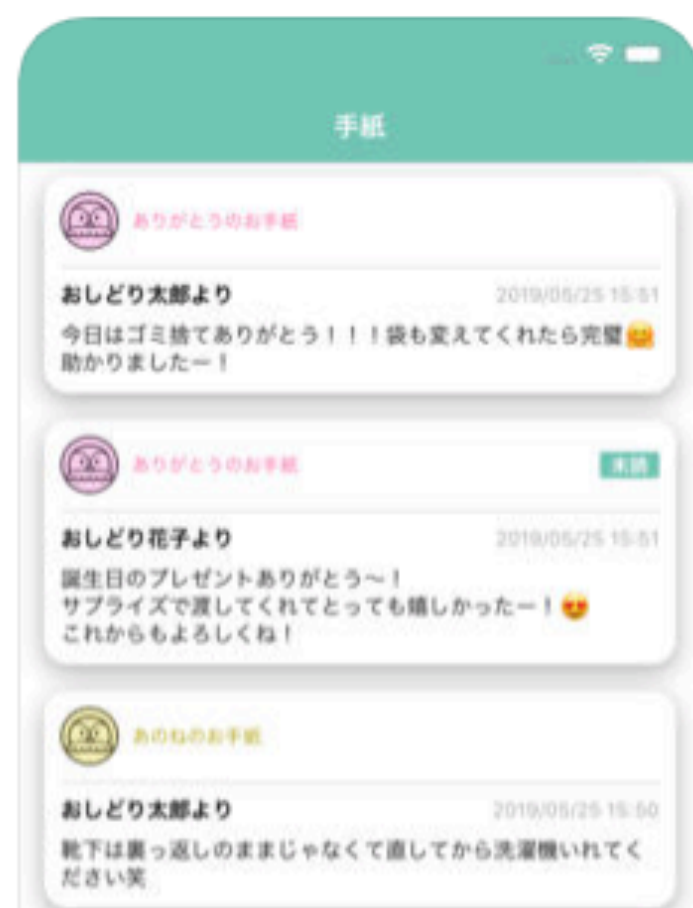 手紙
ありがとうのお手紙
おしどり太郎より
2019/05/25 15:51
今日はゴミ捨てありがとう！！！袋も変えてくれたら完璧🤗
助かりましたー！
ありがとうのお手紙
未読
おしどり花子より
2019/05/25 15:51
誕生日のプレゼントありがとう〜！
サプライズで渡してくれてとっても嬉しかったー！😍
これからもよろしくね！
あのねのお手紙
おしどり太郎より
2019/05/25 15:50
靴下は裏っ返しのままじゃなくて直してから洗濯機いれてく
ださい笑